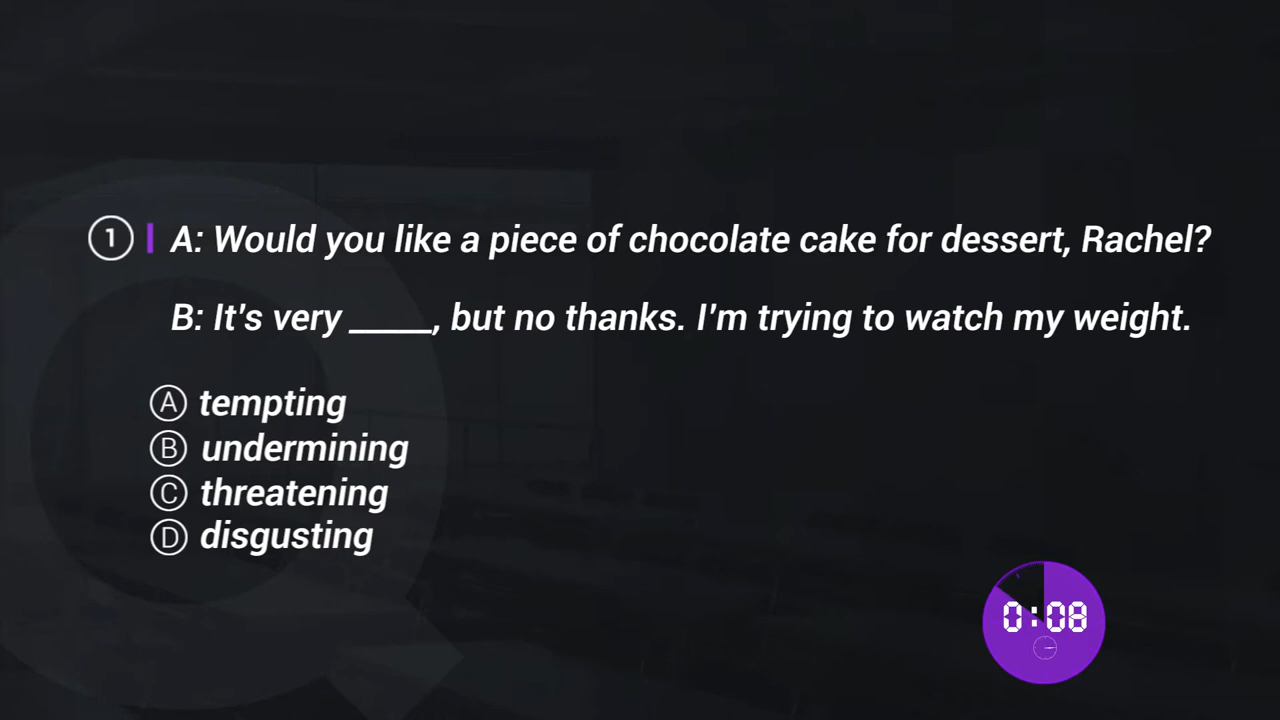 1 A: Would you like a piece of chocolate cake for dessert, Rachel?
B: It's very _____, but no thanks. I'm trying to watch my weight.
A tempting
B undermining
C threatening
D disgusting
0:08